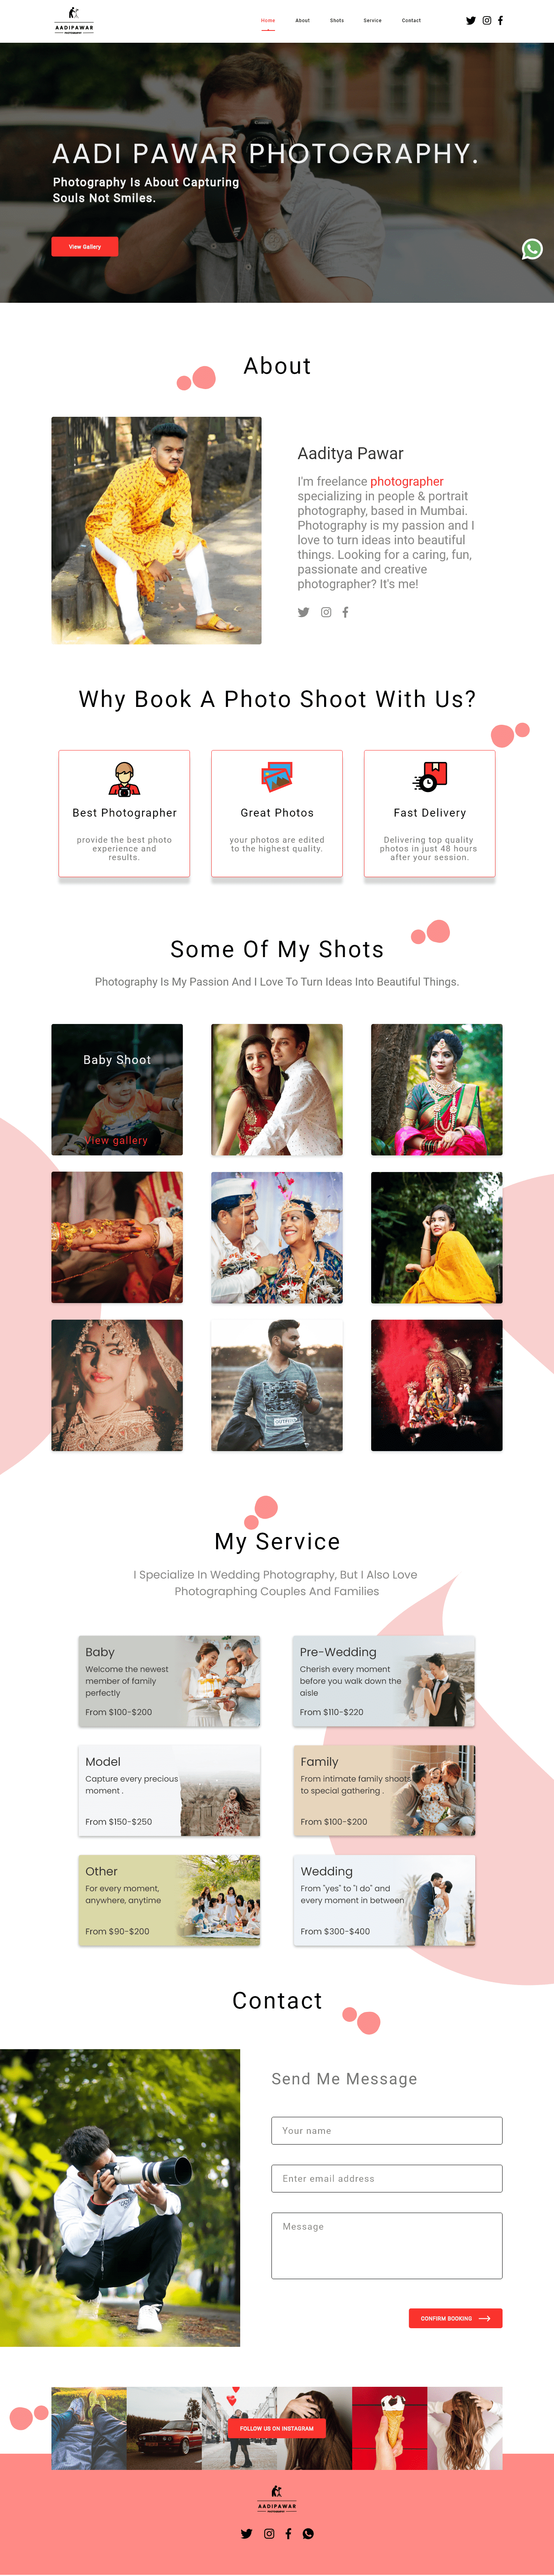 AADIPAWAR
PHOTOGRAPHY
Home
About
Shots
Service
Contact
AADI PAWAR PHOTOGRAPHY.
Photography Is About Capturing
Souls Not Smiles.
View Gallery
About
Aaditya Pawar
I'm freelance photographer
specializing in people & portrait
photography, based in Mumbai.
Photography is my passion and I
love to turn ideas into beautiful
things. Looking for a caring, fun,
passionate and creative
photographer? It's me!
Why Book A Photo Shoot With Us?
Best Photographer
provide the best photo
experience and
results.
Great Photos
your photos are edited
to the highest quality.
Fast Delivery
Delivering top quality
photos in just 48 hours
after your session.
Some Of My Shots
Photography Is My Passion And I Love To Turn Ideas Into Beautiful Things.
Baby Shoot
View gallery
My Service
I Specialize In Wedding Photography, But I Also Love
Photographing Couples And Families
Baby
Welcome the newest
member of family
perfectly
From $100-$200
Pre-Wedding
Cherish every moment
before you walk down the
aisle
From $110-$220
Model
Capture every precious
moment .
From $150-$250
Family
From intimate family shoots
to special gathering .
From $100-$200
Other
For every moment,
anywhere, anytime
From $90-$200
Wedding
From "yes" to "I do" and
every moment in between
From $300-$400
Contact
Send Me Message
Your name
Enter email address
Message
CONFIRM BOOKING
FOLLOW US ON INSTAGRAM
AADIPAWAR
PHOTOGRAPHY